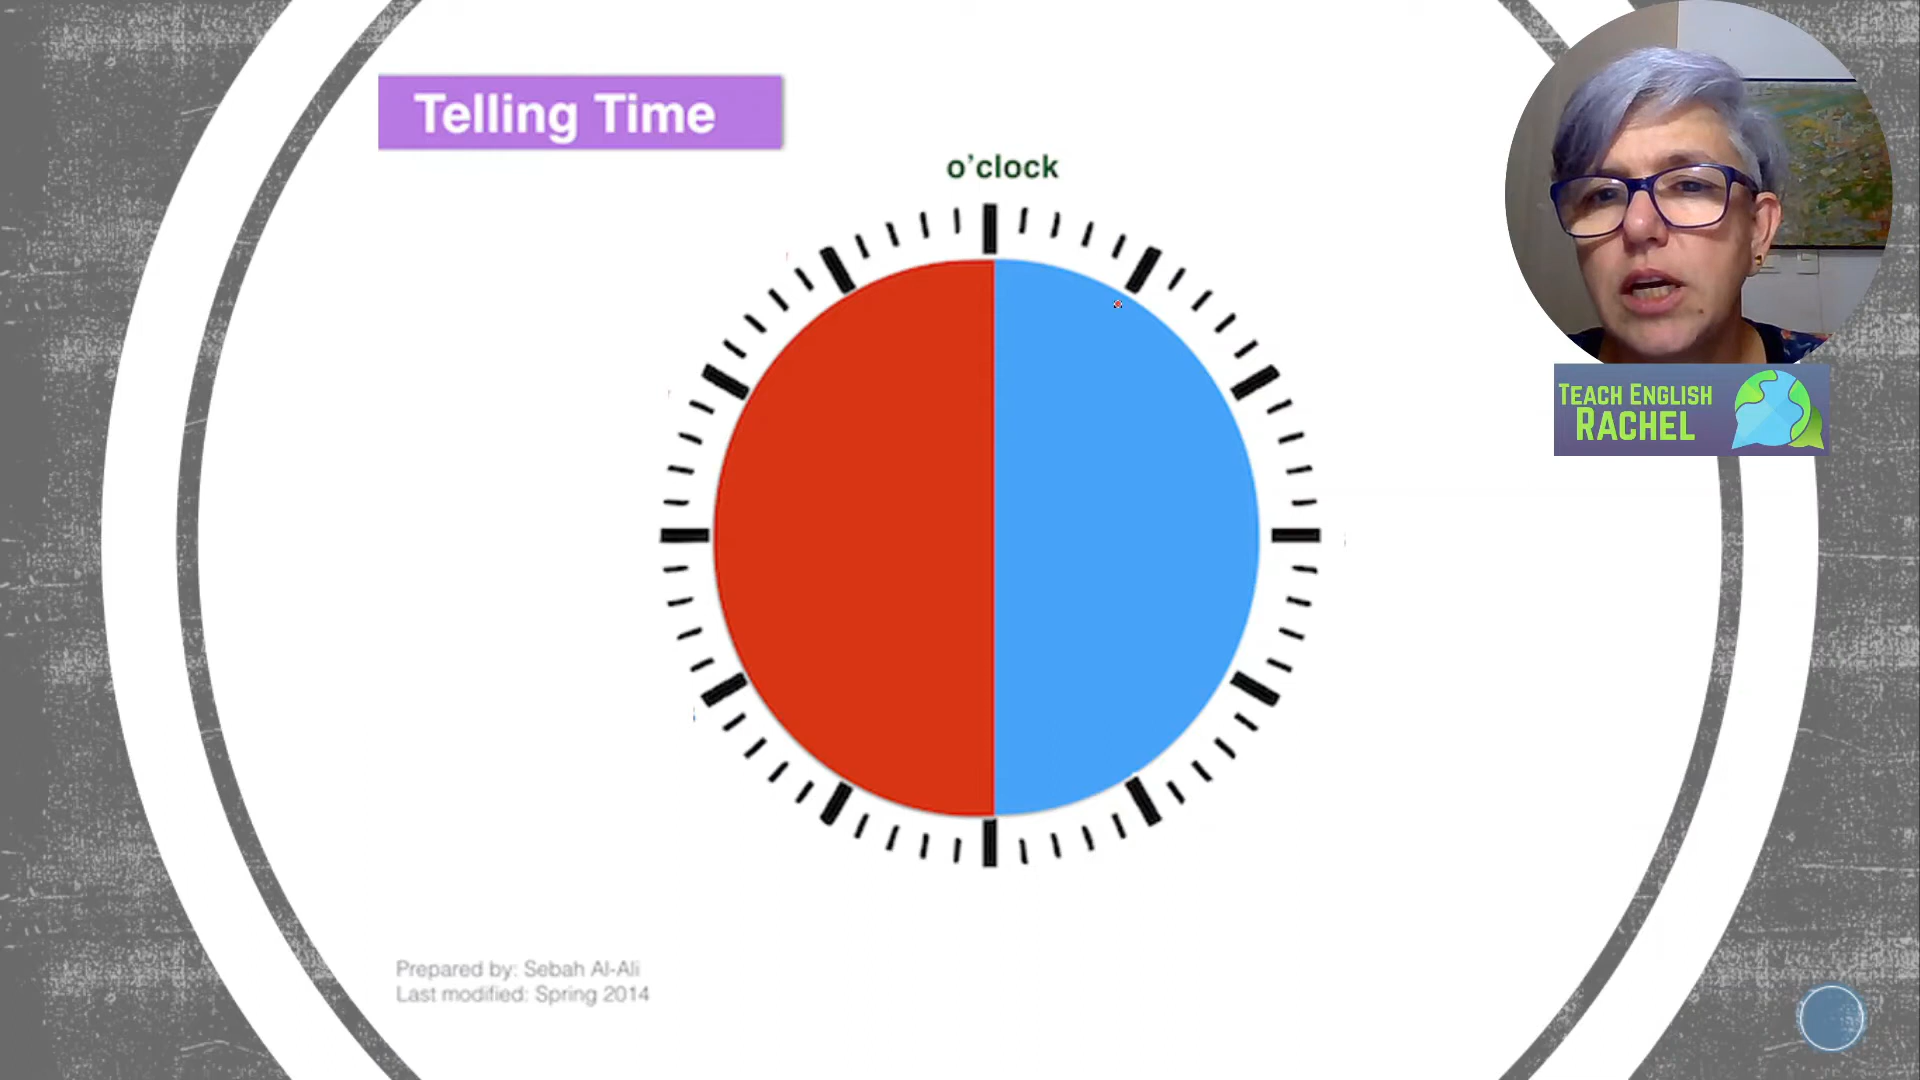 Telling Time
o’clock
TEACH ENGLISH
RACHEL
Prepared by: Sebah Al-Ali
Last modified: Spring 2014